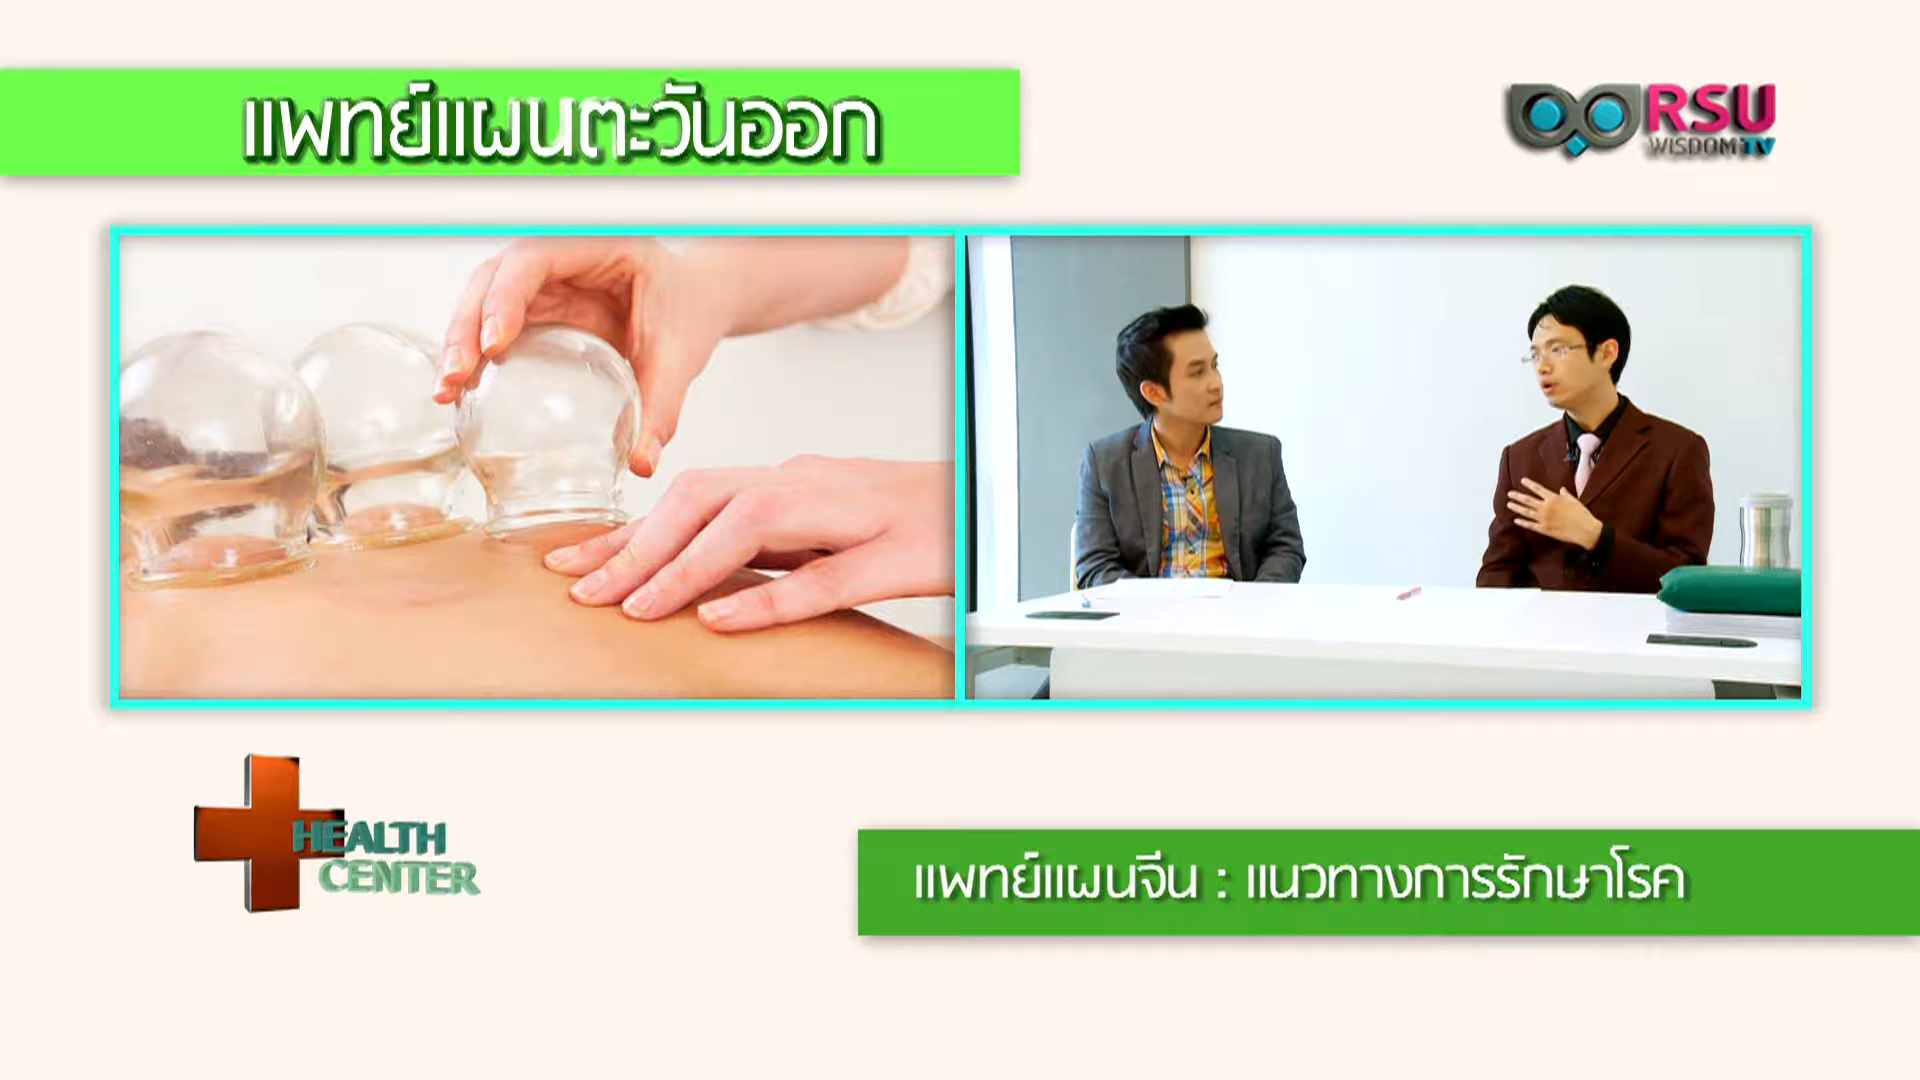 แพทย์แผนตะวันออก
RSU
WISDOM TV
HEALTH
CENTER
แพทย์แผนจีน : แนวทางการรักษาโรค